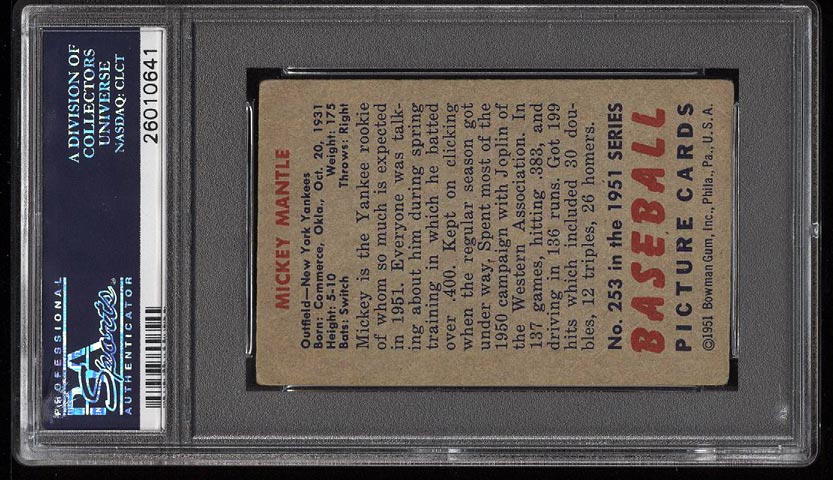 A DIVISION OF
COLLECTORS
UNIVERSE
NASDAQ: CLCT
26010641
PROFESSIONAL
PSA
Sports
AUTHENTICATOR
MICKEY MANTLE
Outfield—New York Yankees
Born: Commerce, Okla., Oct. 20, 1931
Height: 5-10 Weight: 175
Bats: Switch Throws: Right
Mickey is the Yankee rookie
of whom so much is expected
in 1951. Everyone was talk-
ing about him during spring
training in which he batted
over .400. Kept on clicking
when the regular season got
under way. Spent most of the
1950 campaign with Joplin of
the Western Association. In
137 games, hitting .383, and
driving in 136 runs. Got 199
hits which included 30 dou-
bles, 12 triples, 26 homers.
No. 253 in the 1951 SERIES
BASEBALL
PICTURE CARDS
©1951 Bowman Gum, Inc., Phila., Pa., U.S.A.